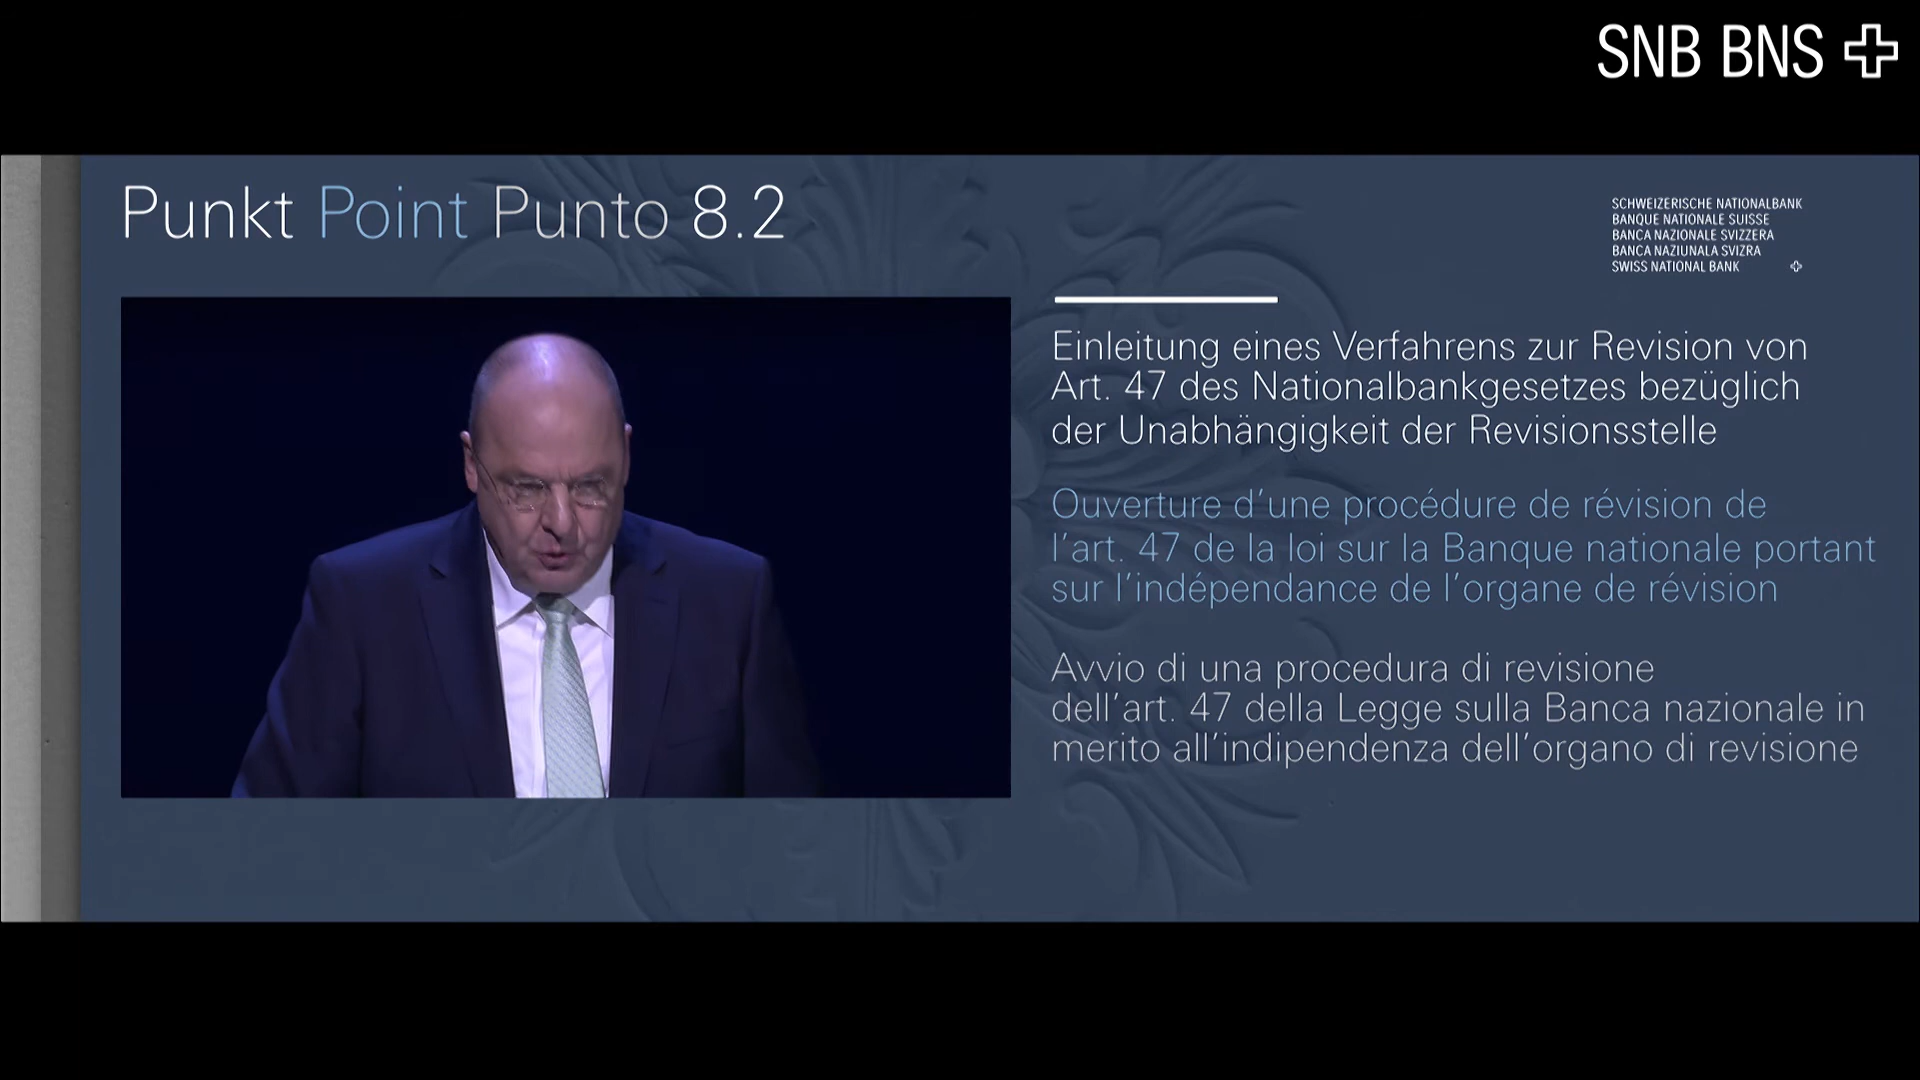 SNB BNS
Punkt Point Punto 8.2
SCHWEIZERISCHE NATIONALBANK
BANQUE NATIONALE SUISSE
BANCA NAZIONALE SVIZZERA
BANCA NAZIUNALA SVIZRA
SWISS NATIONAL BANK
Einleitung eines Verfahrens zur Revision von
Art. 47 des Nationalbankgesetzes bezüglich
der Unabhängigkeit der Revisionsstelle
Ouverture d'une procédure de révision de
l'art. 47 de la loi sur la Banque nationale portant
sur l'indépendance de l'organe de révision
Avvio di una procedura di revisione
dell'art. 47 della Legge sulla Banca nazionale in
merito all'indipendenza dell'organo di revisione